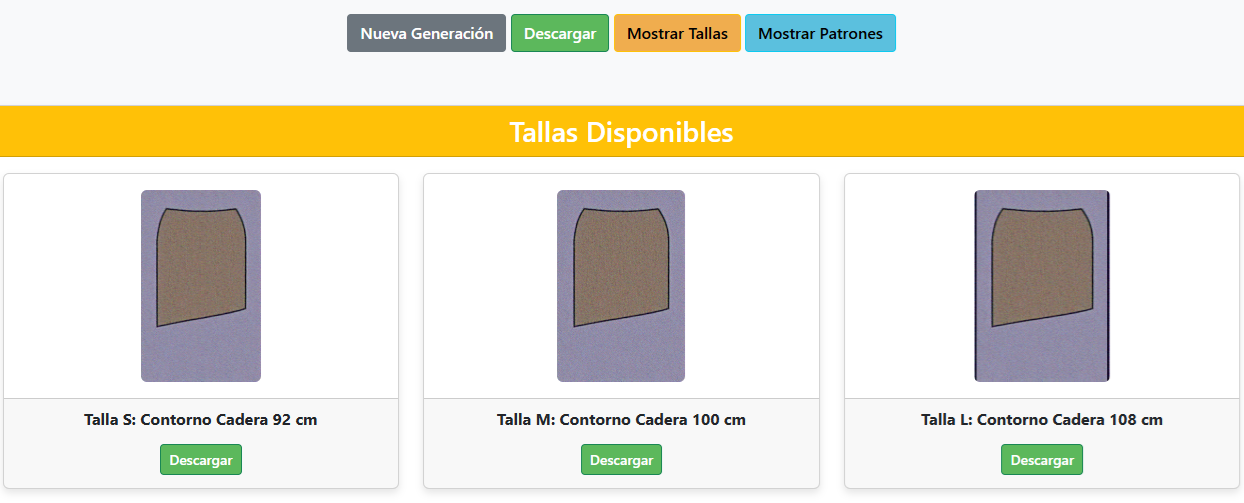 Nueva Generación
Descargar
Mostrar Tallas
Mostrar Patrones
Tallas Disponibles
Talla S: Contorno Cadera 92 cm
Descargar
Talla M: Contorno Cadera 100 cm
Descargar
Talla L: Contorno Cadera 108 cm
Descargar